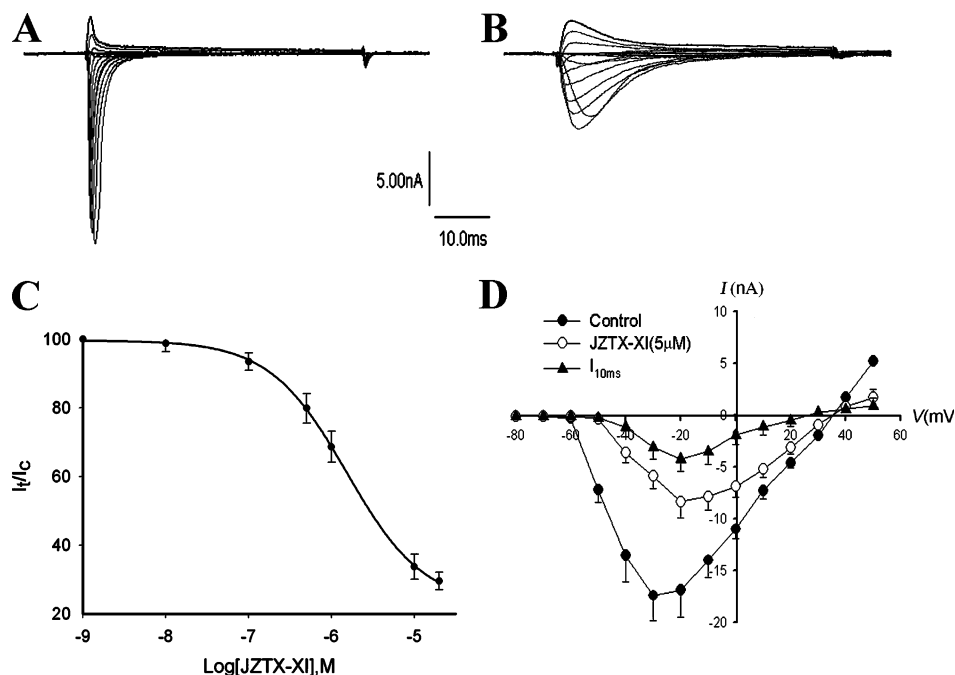 A
B
5.00nA
10.0ms
C
100
80
60
40
20
It/Ic
-9
-8
-7
-6
-5
Log[JZTX-XI],M
D
I (nA)
Control
JZTX-XI(5μM)
I10ms
10
5
0
-5
-10
-15
-20
-80
-60
-40
-20
0
20
40
60
V(mV